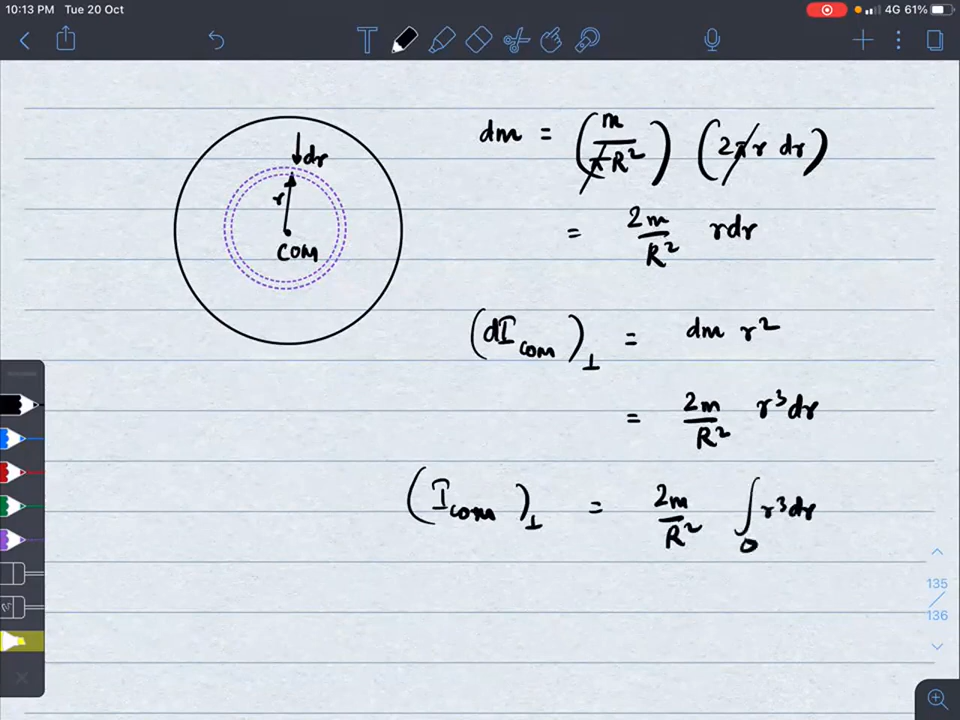 10:13 PM Tue 20 Oct
4G 61%
dr
r
COM
dm = (m/πR²) (2πr dr)
= 2m/R² rdr
(dI_COM)⊥ = dm r²
= 2m/R² r³dr
(I_COM)⊥ = 2m/R² ∫₀ r³dr
135
/
136